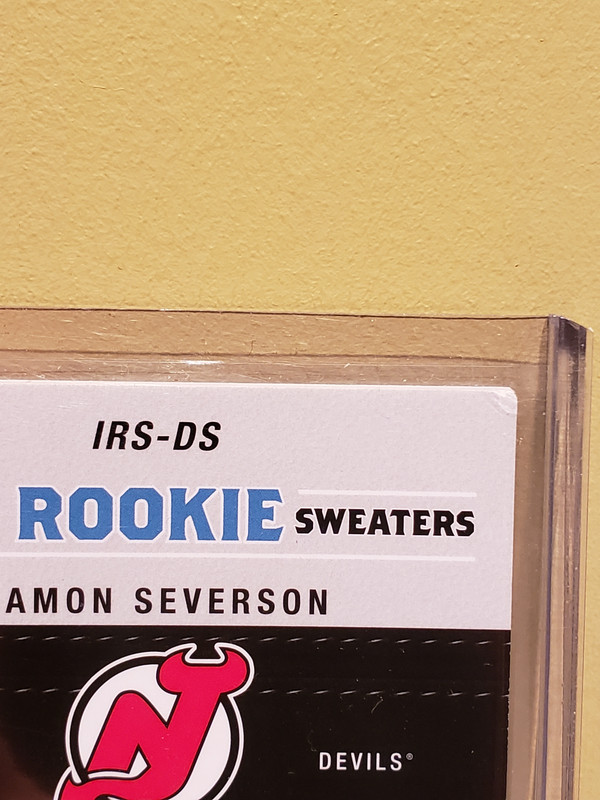 IRS-DS
ROOKIE SWEATERS
AMON SEVERSON
DEVILS®